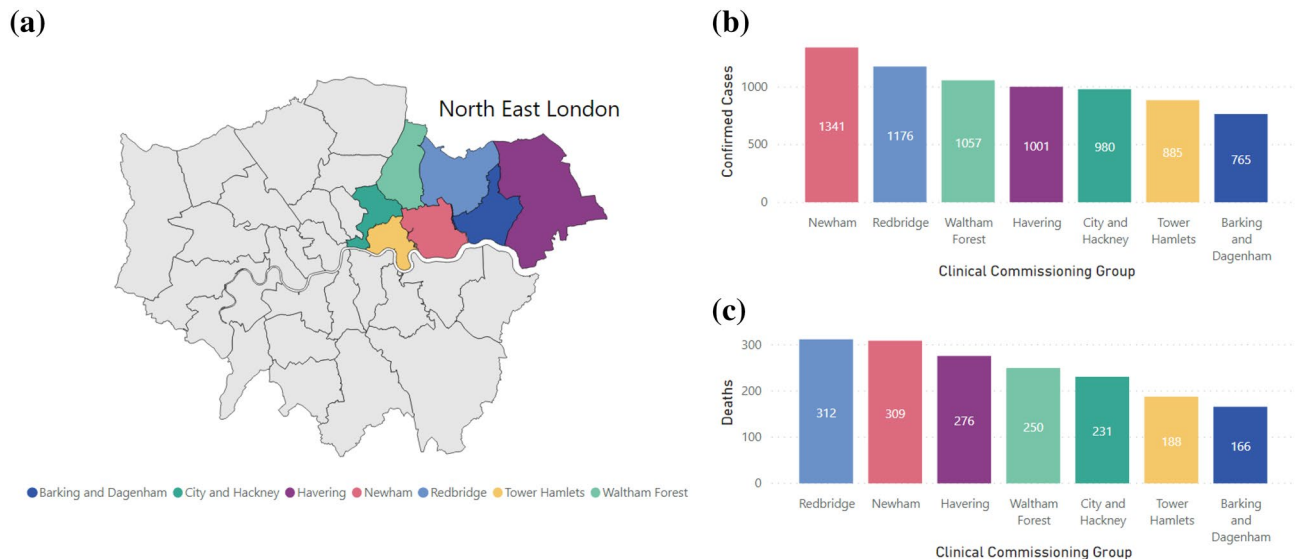 (a)
North East London
Barking and Dagenham City and Hackney Havering Newham Redbridge Tower Hamlets Waltham Forest
(b)
Confirmed Cases
1000
500
0
1341
1176
1057
1001
980
885
765
Newham Redbridge Waltham Havering City and Tower Barking
Forest Hackney Hamlets and
Dagenham
Clinical Commissioning Group
(c)
Deaths
300
200
100
0
312
309
276
250
231
188
166
Redbridge Newham Havering Waltham City and Tower Barking
Forest Hackney Hamlets and
Dagenham
Clinical Commissioning Group